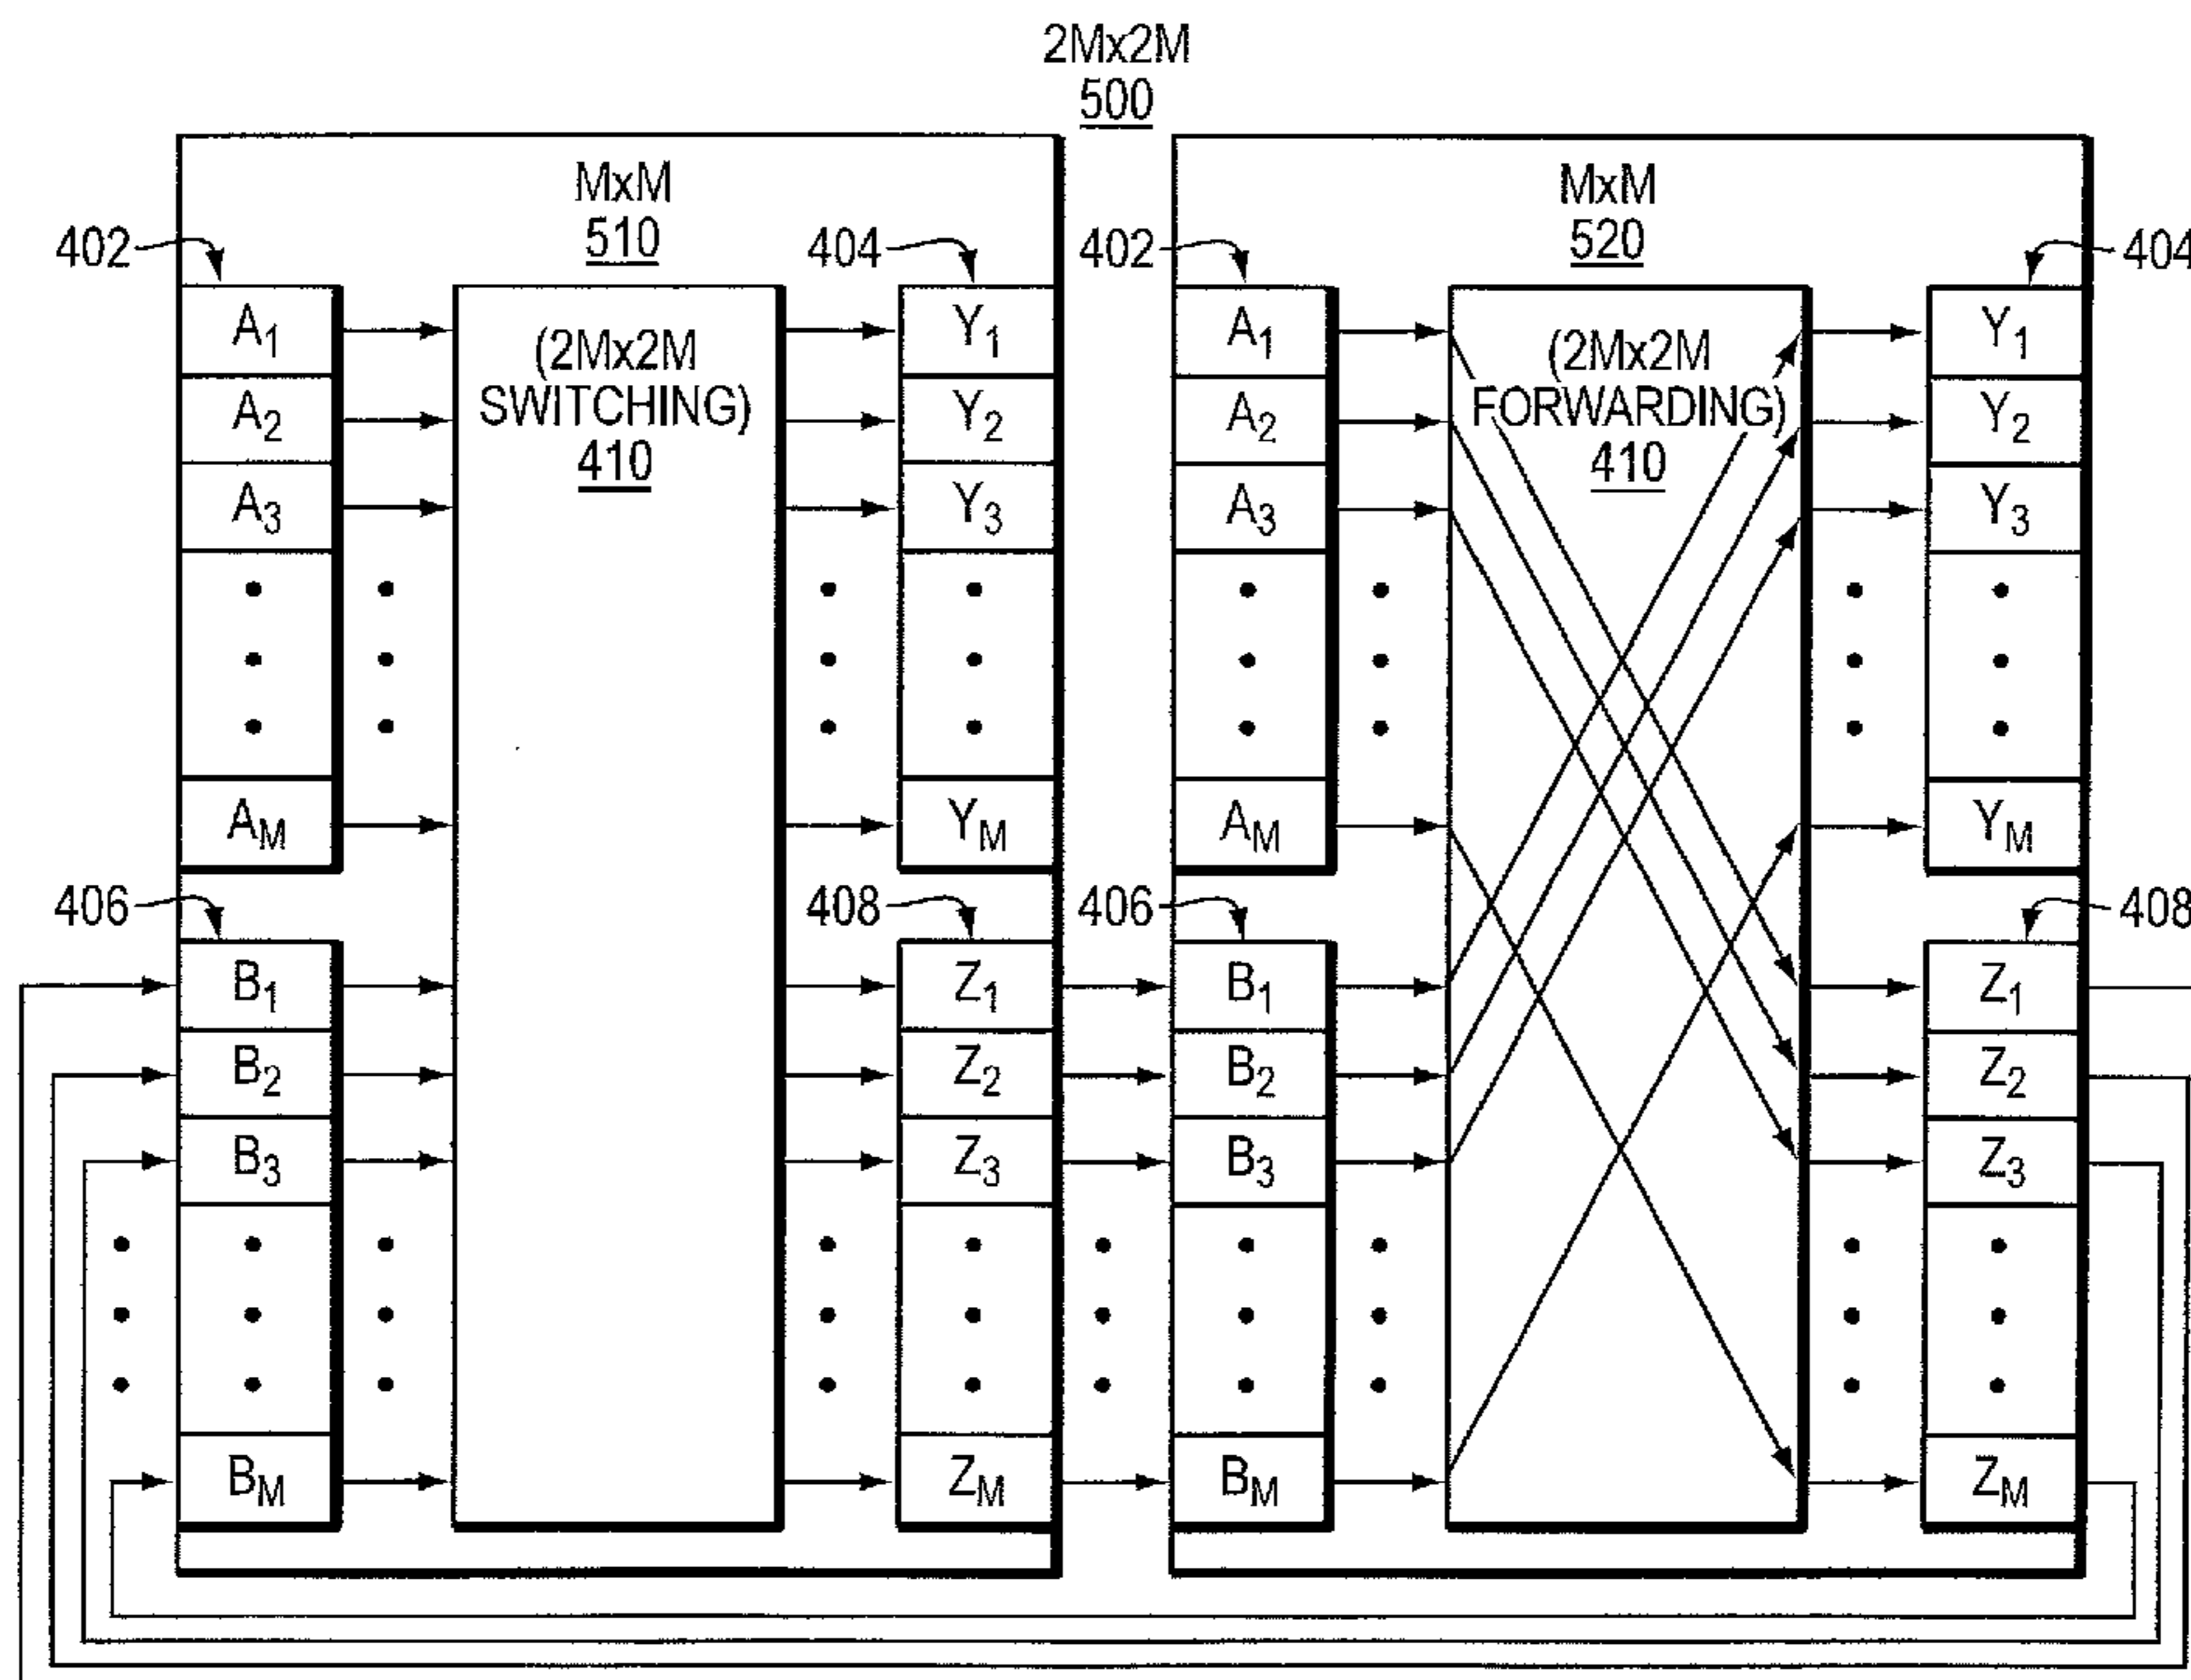 2Mx2M
500
MxM
510
402
404
A1
A2
A3
AM
(2Mx2M
SWITCHING)
410
Y1
Y2
Y3
YM
406
408
B1
B2
B3
BM
Z1
Z2
Z3
ZM
MxM
520
402
404
A1
A2
A3
AM
(2Mx2M
FORWARDING)
410
Y1
Y2
Y3
YM
406
408
B1
B2
B3
BM
Z1
Z2
Z3
ZM